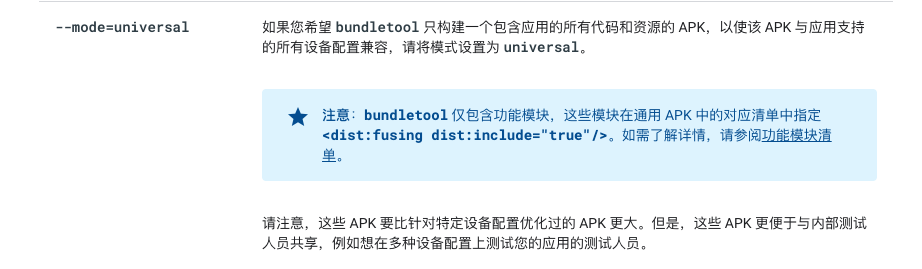 --mode=universal
如果您希望 bundletool 只构建一个包含应用的所有代码和资源的 APK，以使该 APK 与应用支持
的所有设备配置兼容，请将模式设置为 universal。
注意：bundletool 仅包含功能模块，这些模块在通用 APK 中的对应清单中指定
<dist:fusing dist:include="true"/>。如需了解详情，请参阅功能模块清
单。
请注意，这些 APK 要比针对特定设备配置优化过的 APK 更大。但是，这些 APK 更便于与内部测试
人员共享，例如想在多种设备配置上测试您的应用的测试人员。